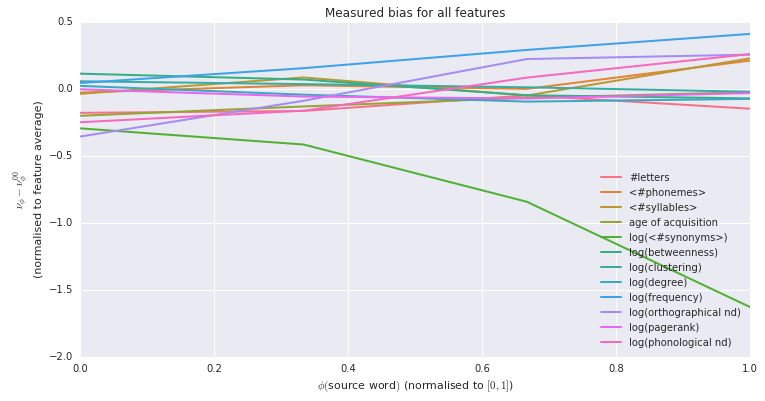 Measured bias for all features
0.5
0.0
−0.5
−1.0
−1.5
−2.0
ν_ϕ − ν_ϕ^00
(normalised to feature average)
#letters
<#phonemes>
<#syllables>
age of acquisition
log(<#synonyms>)
log(betweenness)
log(clustering)
log(degree)
log(frequency)
log(orthographical nd)
log(pagerank)
log(phonological nd)
0.0 0.2 0.4 0.6 0.8 1.0
ϕ(source word) (normalised to [0, 1])